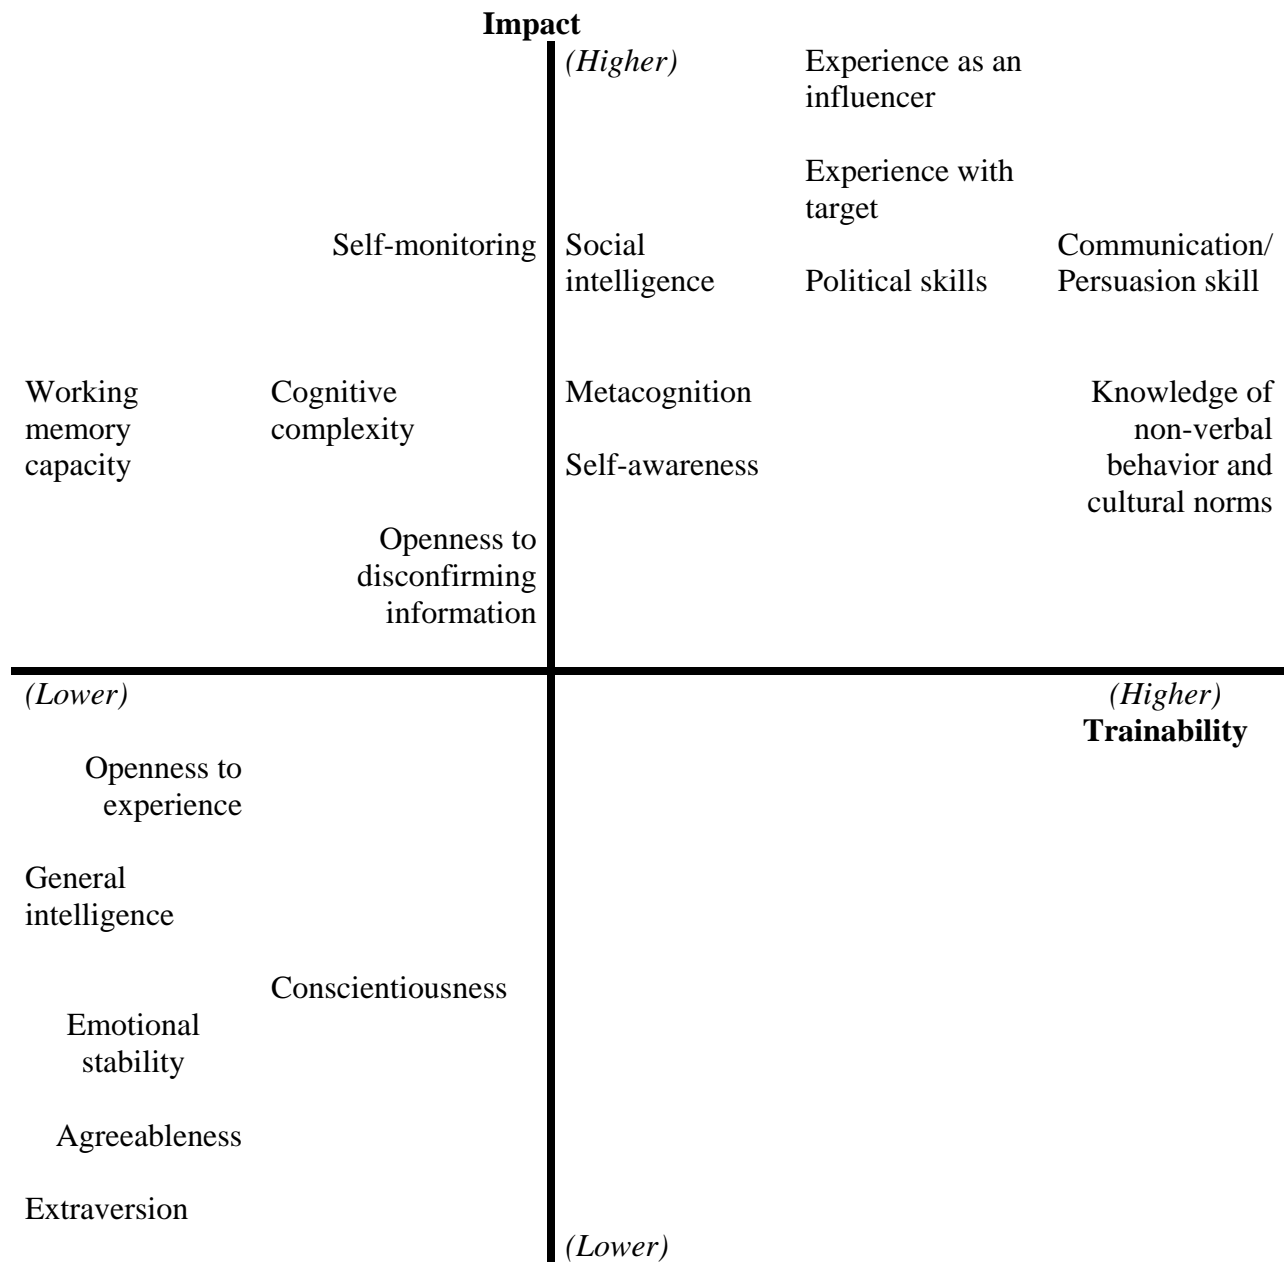 Impact
(Higher)
Experience as an
influencer
Experience with
target
Self-monitoring
Social
intelligence
Political skills
Communication/
Persuasion skill
Working
memory
capacity
Cognitive
complexity
Metacognition
Self-awareness
Knowledge of
non-verbal
behavior and
cultural norms
Openness to
disconfirming
information
(Lower)
(Higher)
Trainability
Openness to
experience
General
intelligence
Conscientiousness
Emotional
stability
Agreeableness
Extraversion
(Lower)